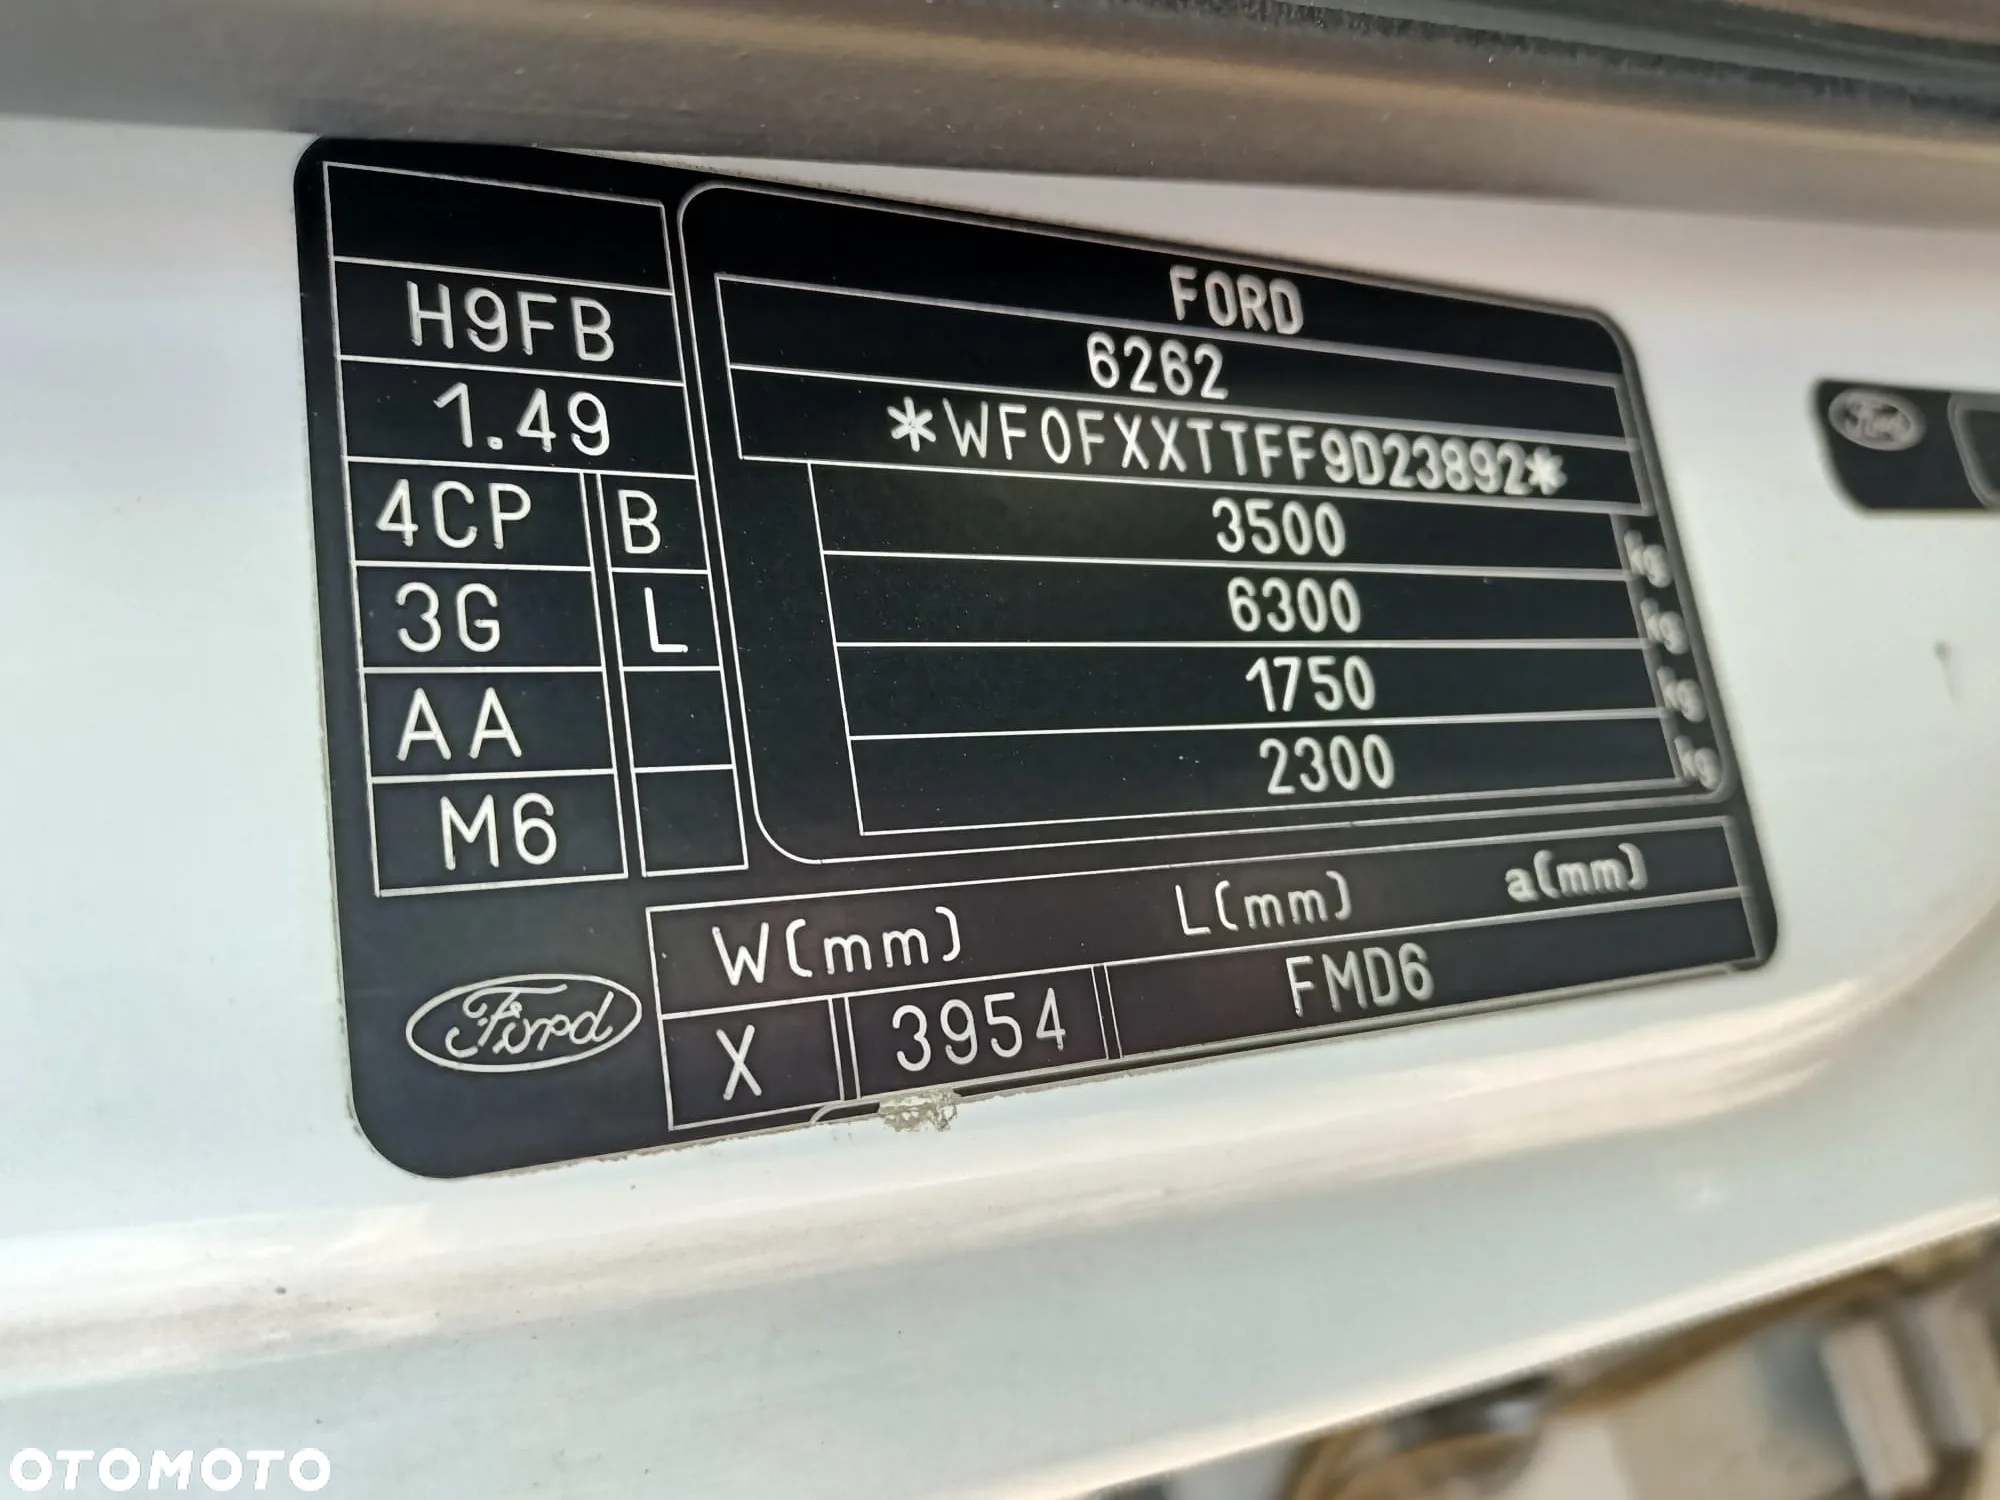 FORD
6262
*WF0FXXTTFF9D23892*
3500 kg
6300 kg
1750 kg
2300 kg
H9FB
1.49
4CP B
3G L
AA
M6
Ford
W(mm) L(mm) a(mm)
X 3954 FMD6
Ford
OTOMOTO